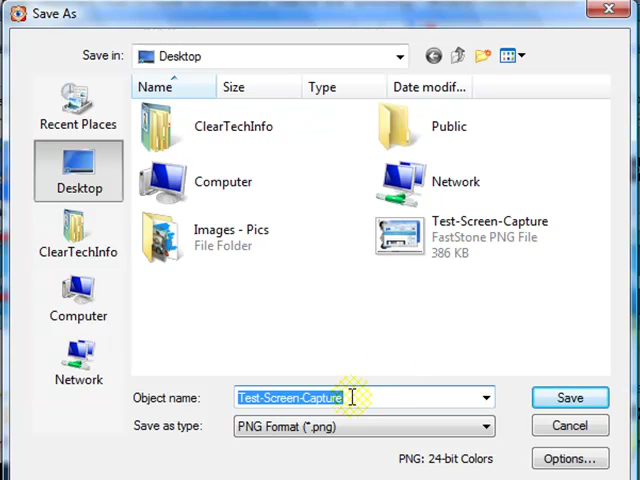 Save As
Save in:
Desktop
Name
Size
Type
Date modif...
Recent Places
Desktop
ClearTechInfo
Computer
Network
ClearTechInfo
Public
Computer
Network
Images - Pics
File Folder
Test-Screen-Capture
FastStone PNG File
386 KB
Object name:
Test-Screen-Capture
Save
Save as type:
PNG Format (*.png)
Cancel
PNG: 24-bit Colors
Options...